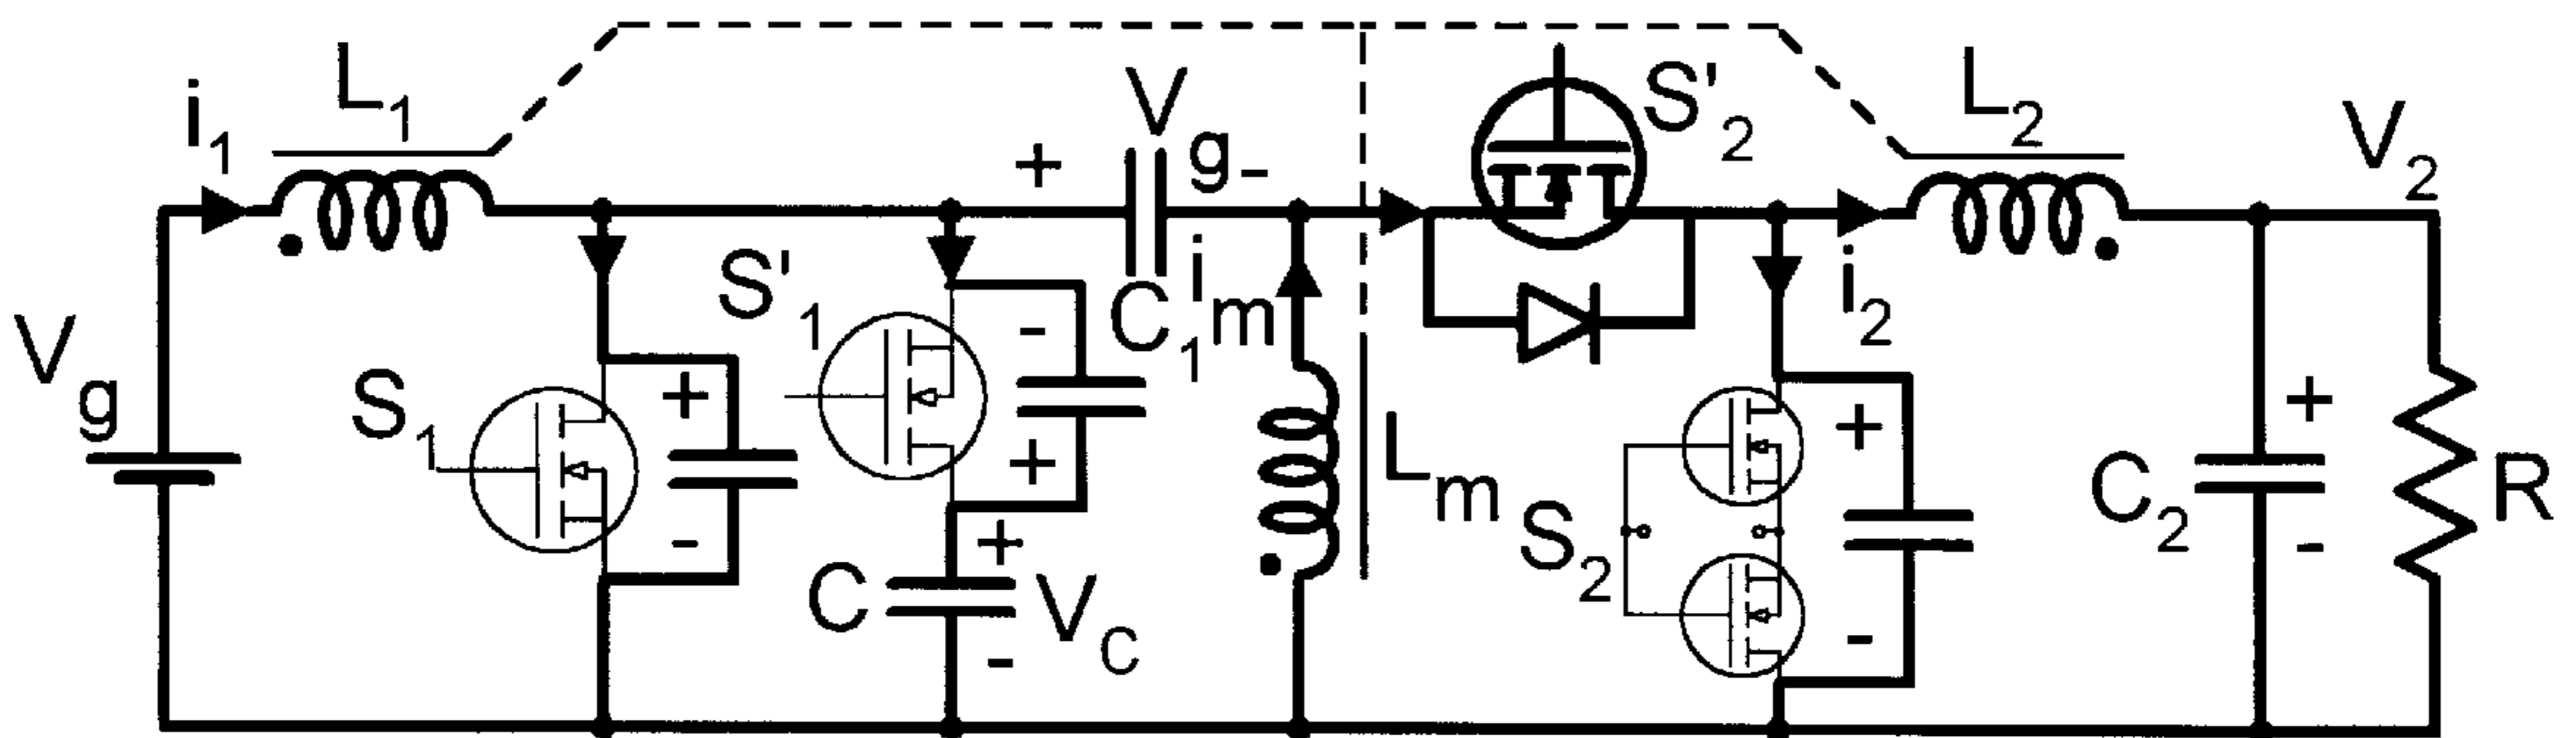 i1
L1
Vg
S1
S'1
C
VC
+ Vg -
C1
im
Lm
S'2
S2
i2
L2
V2
C2
R
+
-
-
+
+
-
+
-
+
-